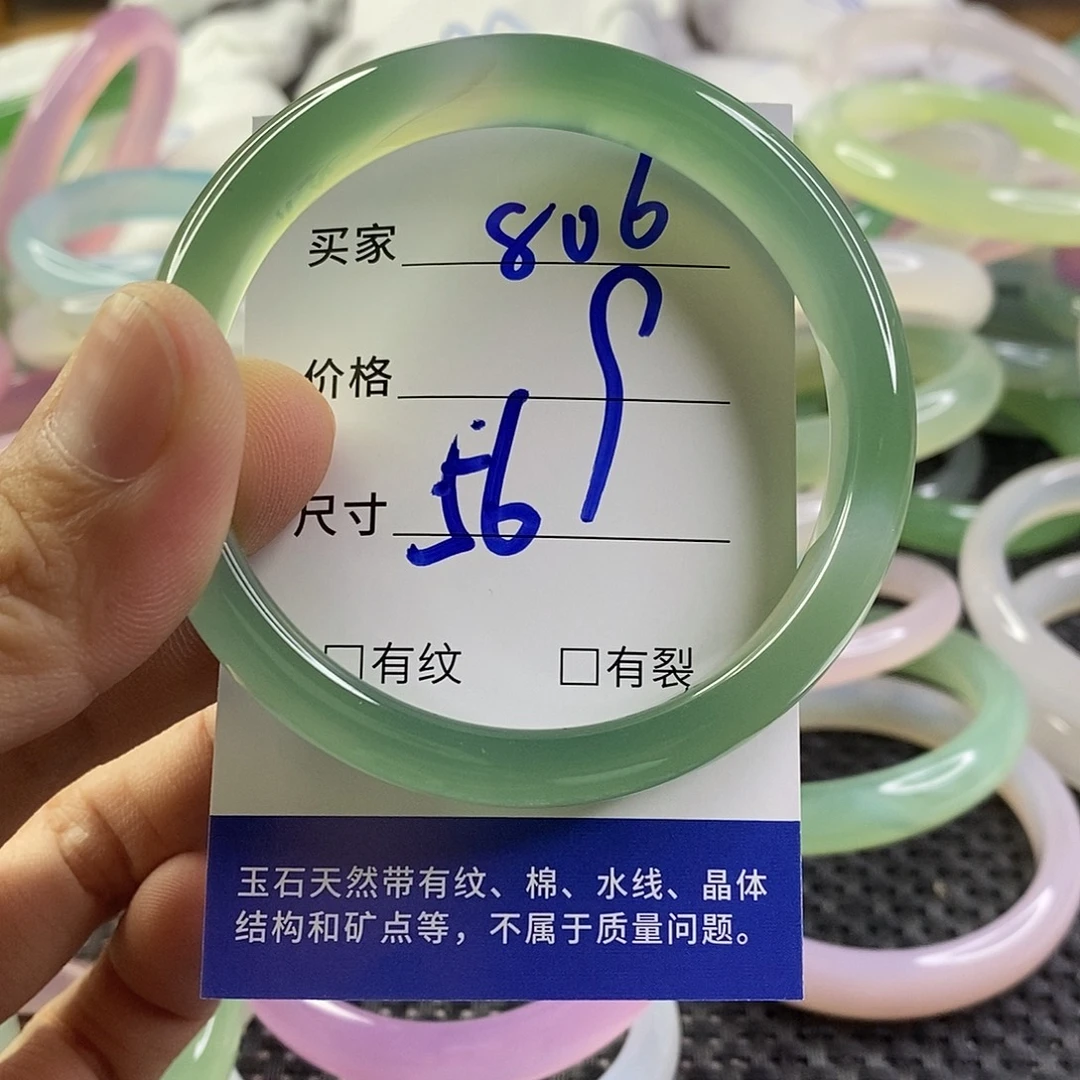 买家 806
价格
尺寸 56
□有纹 □有裂
玉石天然带有纹、棉、水线、晶体
结构和矿点等，不属于质量问题。